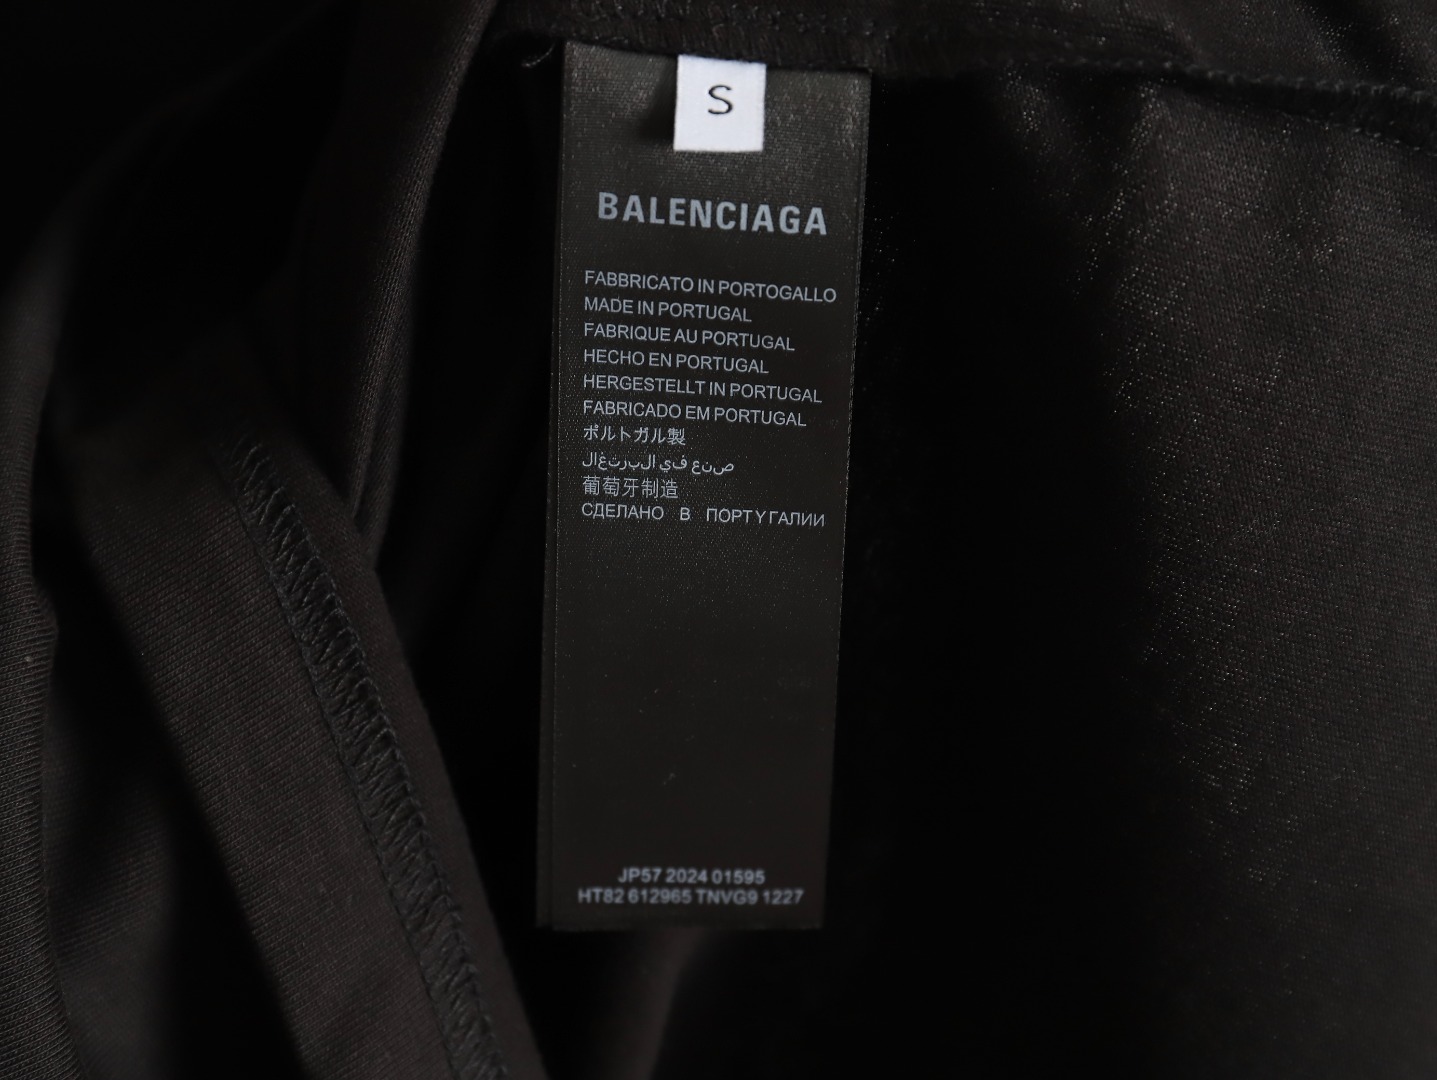 S
BALENCIAGA
FABBRICATO IN PORTOGALLO
MADE IN PORTUGAL
FABRIQUE AU PORTUGAL
HECHO EN PORTUGAL
HERGESTELLT IN PORTUGAL
FABRICADO EM PORTUGAL
ポルトガル製
صنع في البرتغال
葡萄牙制造
СДЕЛАНО В ПОРТУГАЛИИ
JP57 2024 01595
HT82 612965 TNVG9 1227